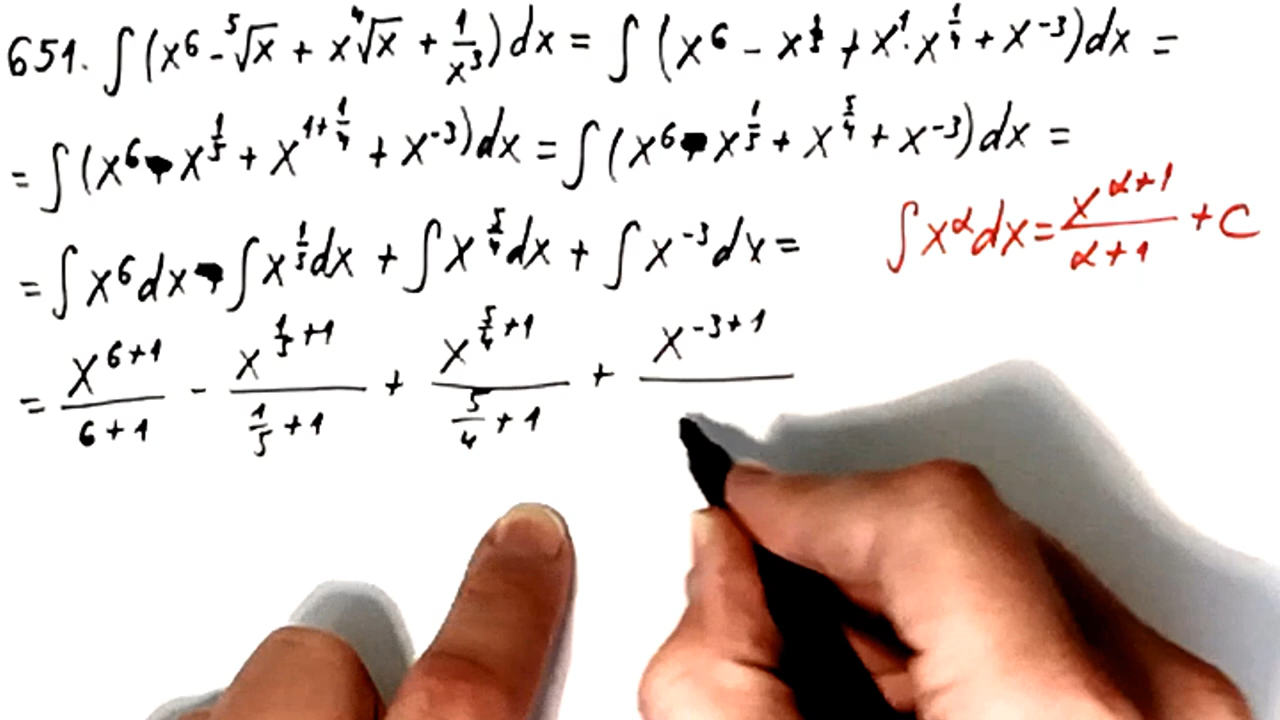 651. ∫(x⁶ - ⁵√x + x⁴√x + 1/x³)dx = ∫(x⁶ - x^(1/5) + x¹·x^(1/4) + x⁻³)dx =
= ∫(x⁶ - x^(1/5) + x^(1+1/4) + x⁻³)dx = ∫(x⁶ - x^(1/5) + x^(5/4) + x⁻³)dx =
= ∫x⁶dx - ∫x^(1/5)dx + ∫x^(5/4)dx + ∫x⁻³dx =
∫x^α dx = x^(α+1)/(α+1) + C
= x^(6+1)/(6+1) - x^(1/5+1)/(1/5+1) + x^(5/4+1)/(5/4+1) + x^(-3+1)